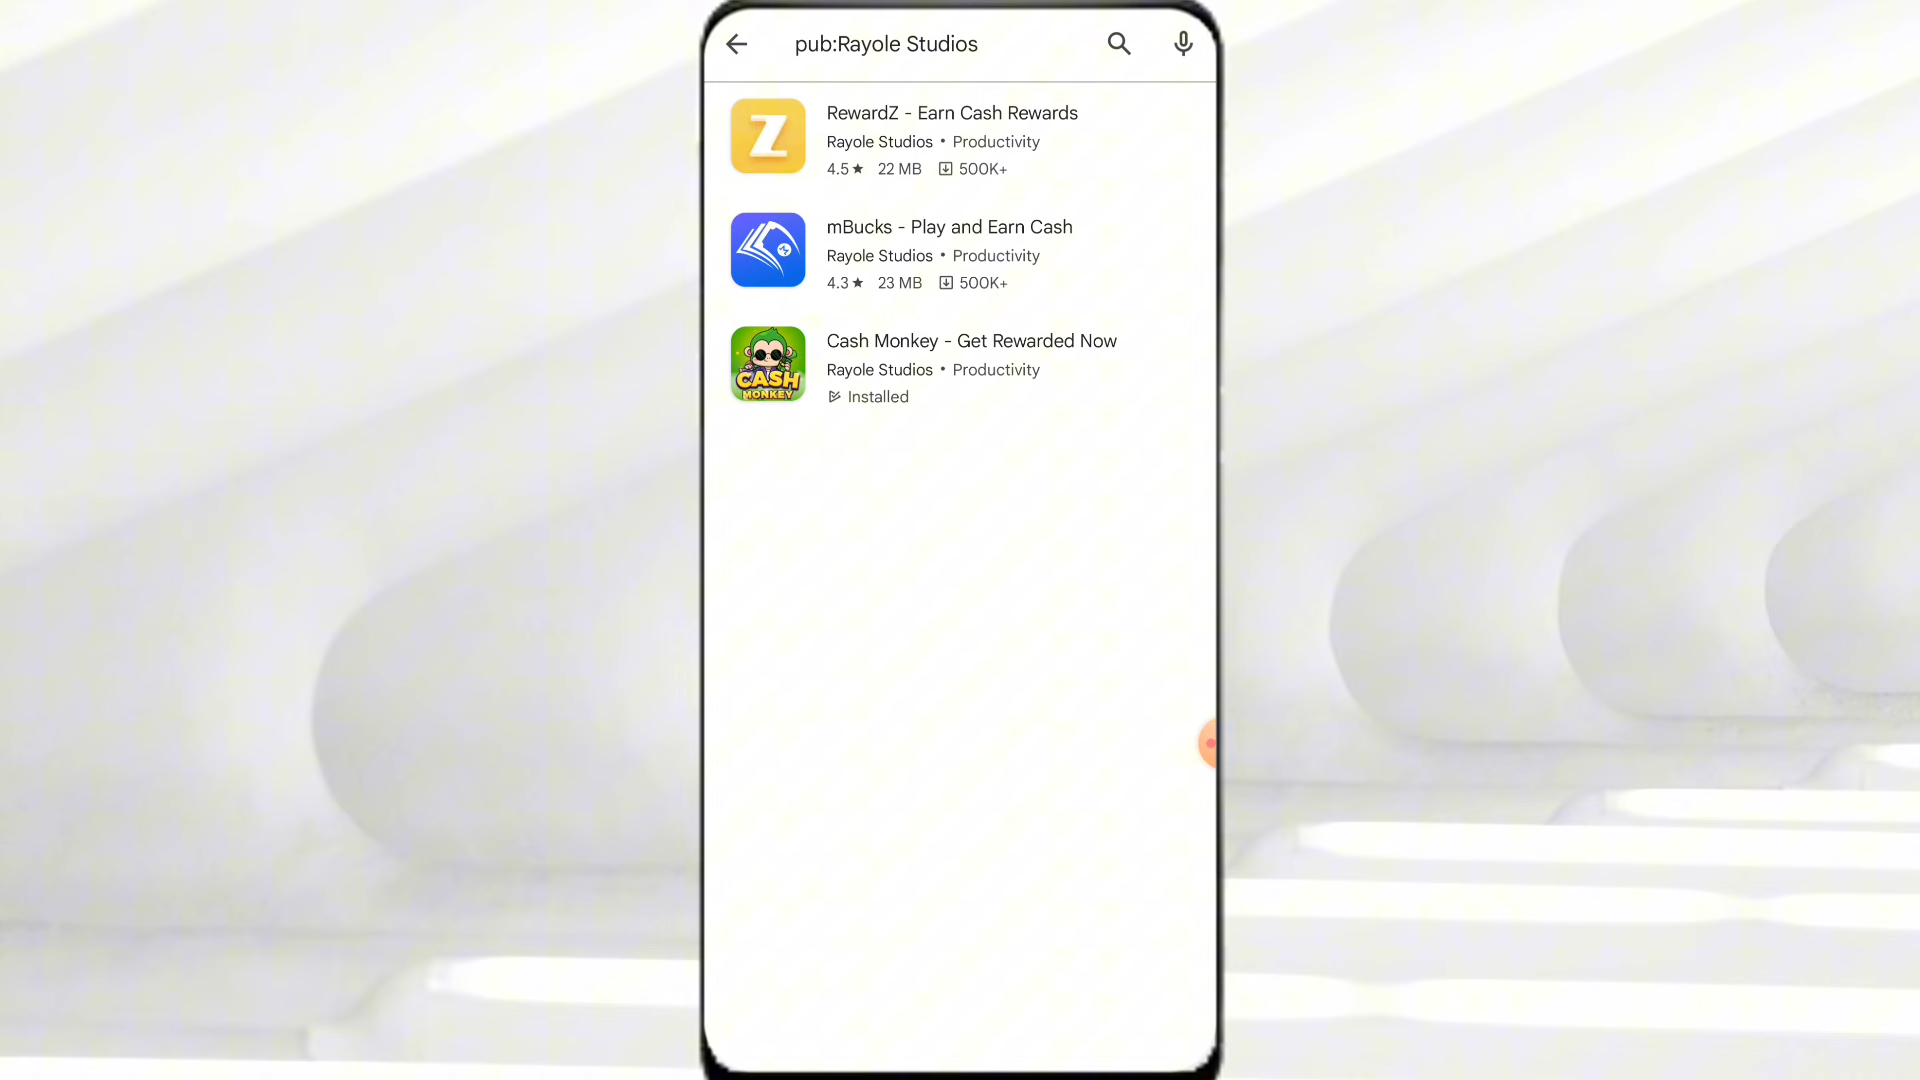 pub:Rayole Studios
RewardZ - Earn Cash Rewards
Rayole Studios • Productivity
4.5★ 22 MB 500K+
mBucks - Play and Earn Cash
Rayole Studios • Productivity
4.3★ 23 MB 500K+
Cash Monkey - Get Rewarded Now
Rayole Studios • Productivity
Installed
Z
CASH
MONKEY